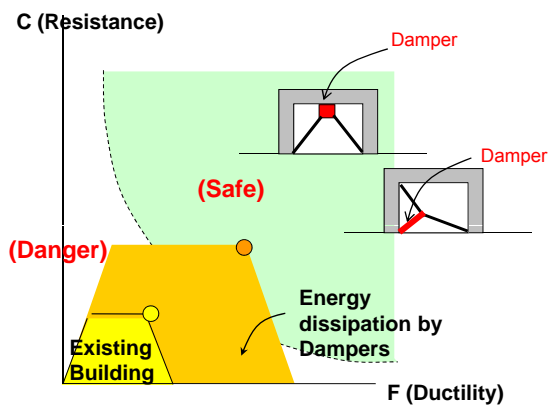 C (Resistance)
Damper
Damper
(Safe)
(Danger)
Energy
dissipation by
Dampers
Existing
Building
F (Ductility)